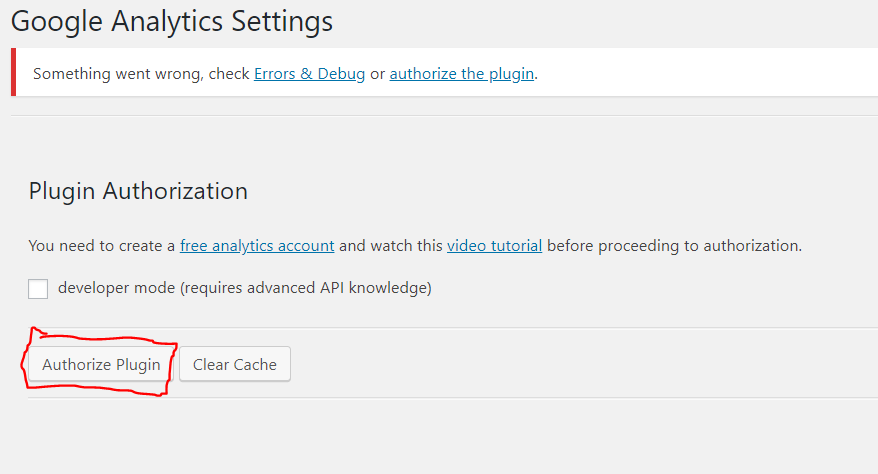 Google Analytics Settings
Something went wrong, check Errors & Debug or authorize the plugin.
Plugin Authorization
You need to create a free analytics account and watch this video tutorial before proceeding to authorization.
developer mode (requires advanced API knowledge)
Authorize Plugin Clear Cache